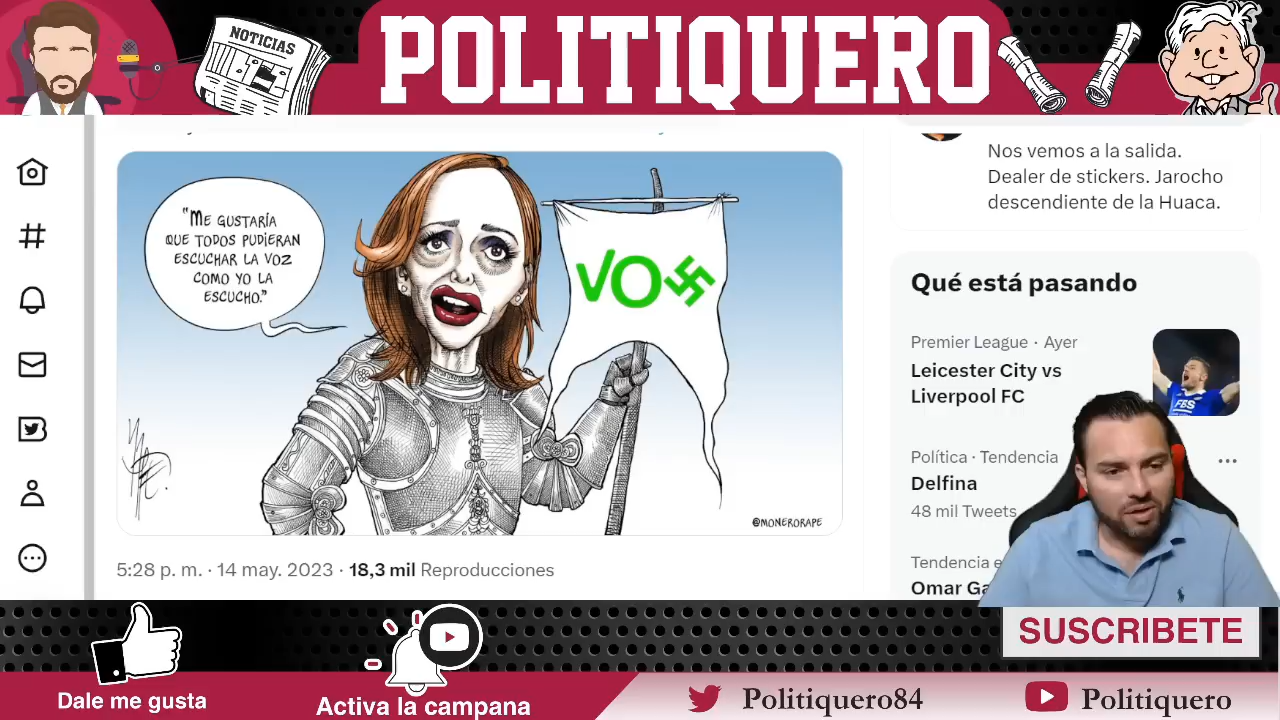 NOTICIAS
POLITIQUERO
"ME GUSTARÍA
QUE TODOS PUDIERAN
ESCUCHAR LA VOZ
COMO YO LA
ESCUCHO."
VO
@MONERORAPE
5:28 p. m. · 14 may. 2023 · 18,3 mil Reproducciones
Nos vemos a la salida.
Dealer de stickers. Jarocho
descendiente de la Huaca.
Qué está pasando
Premier League · Ayer
Leicester City vs
Liverpool FC
FBS
Política · Tendencia
Delfina
48 mil Tweets
Tendencia e
Omar Ga
SUSCRIBETE
Dale me gusta
Activa la campana
Politiquero84
Politiquero